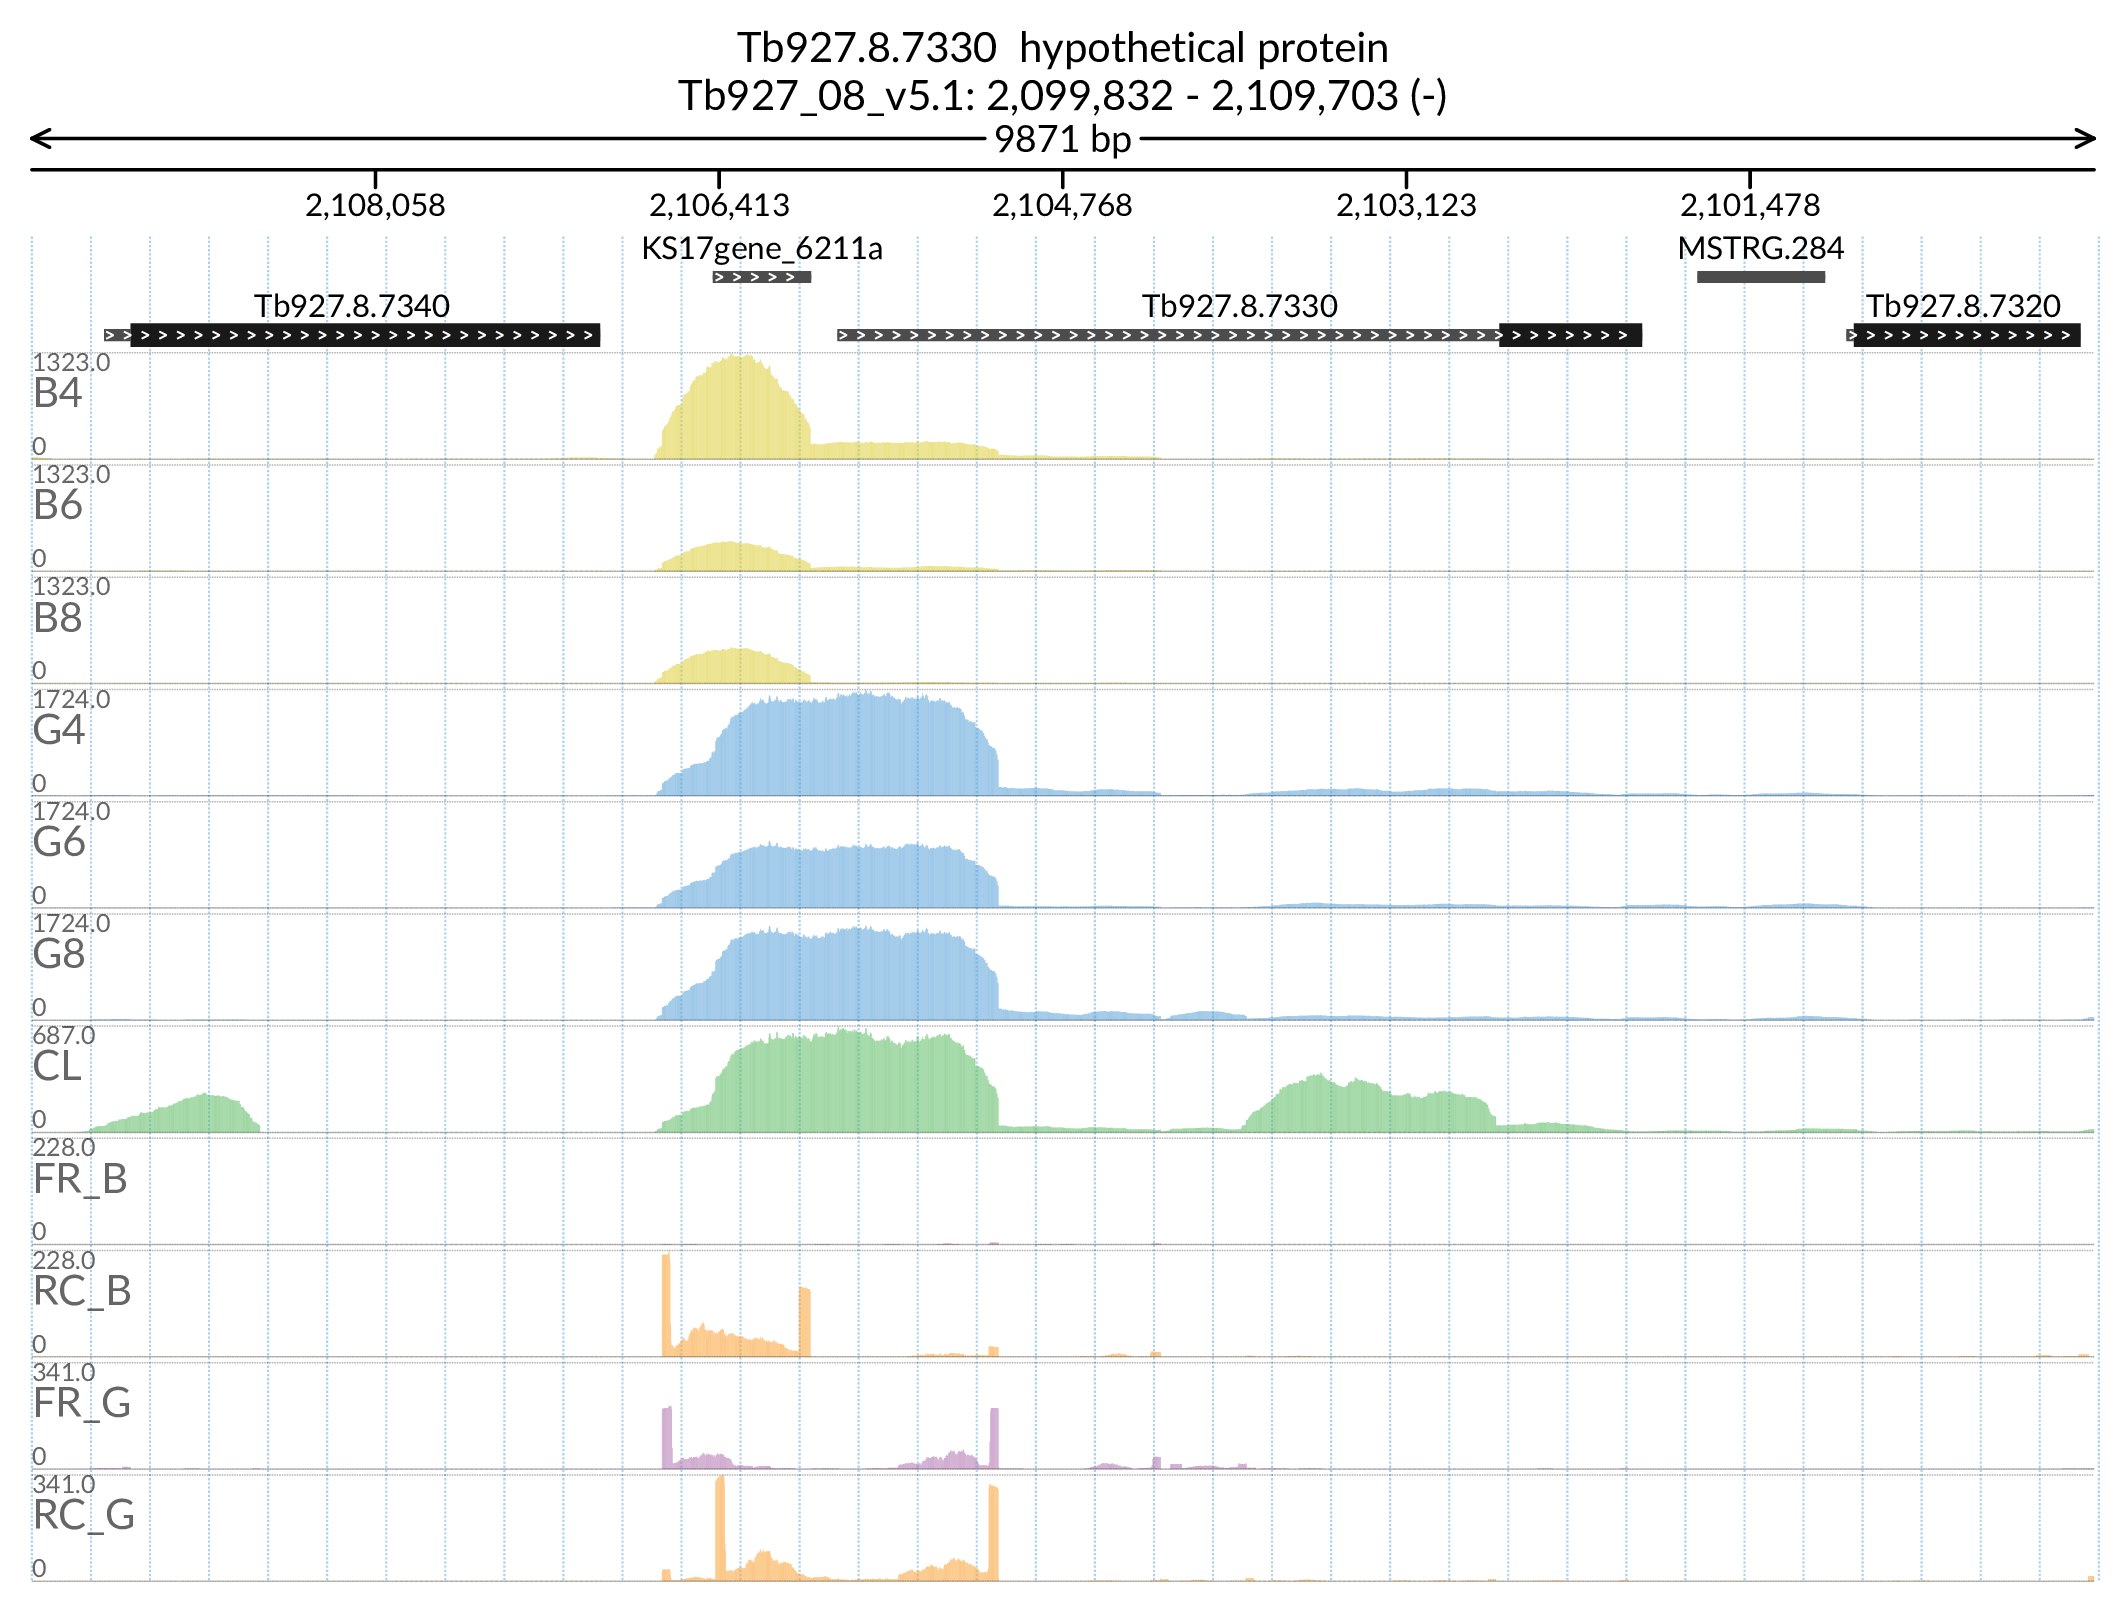 Tb927.8.7330 hypothetical protein
Tb927_08_v5.1: 2,099,832 - 2,109,703 (-)
9871 bp
2,108,058 2,106,413 2,104,768 2,103,123 2,101,478
KS17gene_6211a MSTRG.284
Tb927.8.7340 Tb927.8.7330 Tb927.8.7320
1323.0
B4
0
1323.0
B6
0
1323.0
B8
0
1724.0
G4
0
1724.0
G6
0
1724.0
G8
0
687.0
CL
0
228.0
FR_B
0
228.0
RC_B
0
341.0
FR_G
0
341.0
RC_G
0